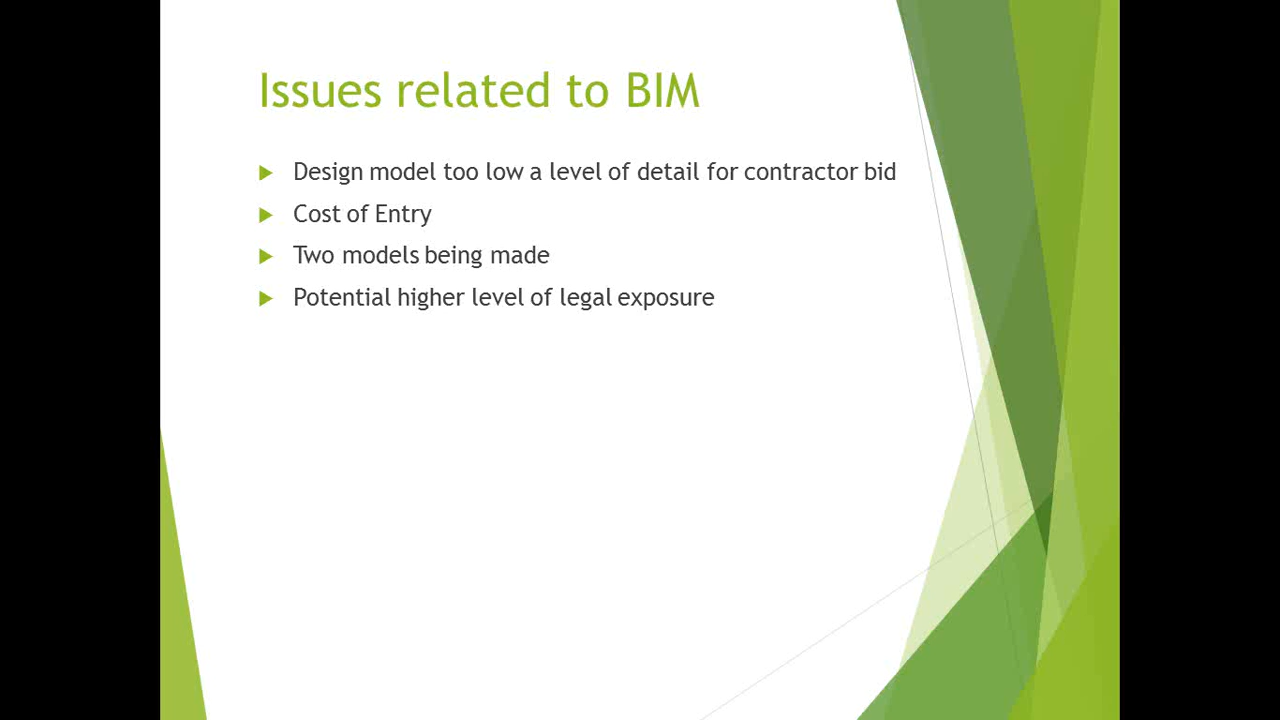 Issues related to BIM
Design model too low a level of detail for contractor bid
Cost of Entry
Two models being made
Potential higher level of legal exposure